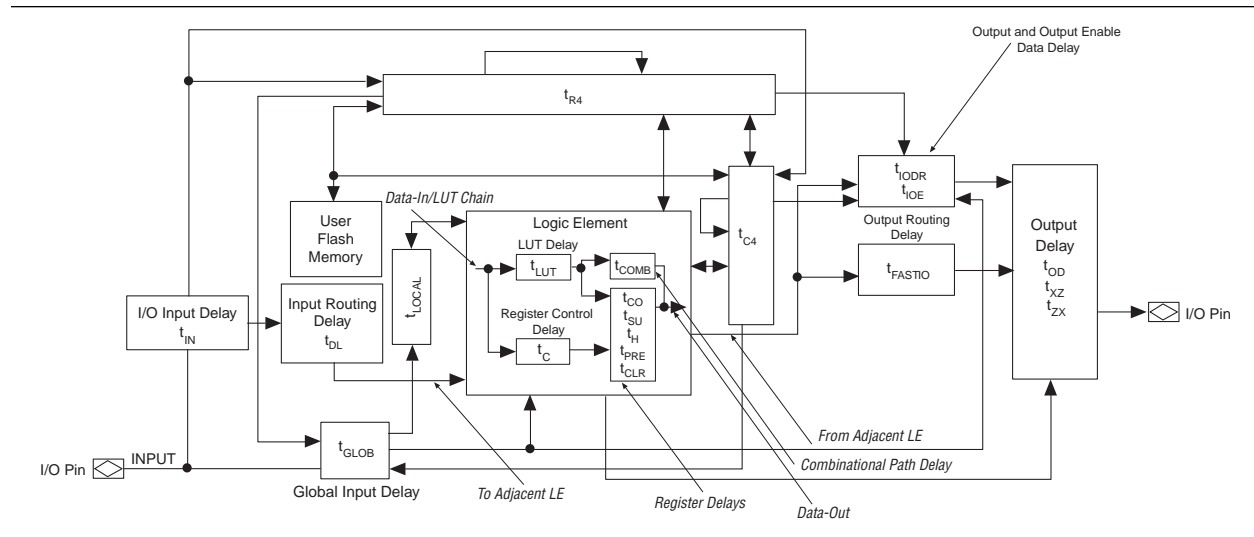 Output and Output Enable
Data Delay
tR4
tIODR
tIOE
Data-In/LUT Chain
User
Flash
Memory
Logic Element
LUT Delay
tLUT
tCOMB
tC4
Output Routing
Delay
tFASTIO
Output
Delay
tOD
tXZ
tZX
I/O Pin
I/O Input Delay
tIN
Input Routing
Delay
tDL
tLOCAL
Register Control
Delay
tC
tCO
tSU
tH
tPRE
tCLR
From Adjacent LE
I/O Pin
INPUT
tGLOB
Global Input Delay
To Adjacent LE
Combinational Path Delay
Register Delays
Data-Out